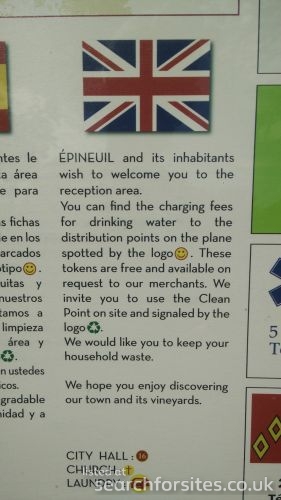 ntes le
a área
e para
s fichas
e en los
arcados
otipo
uitas y
nuestros
tamos a
limpieza
área y
n ustedes
icos.
gradable
nidad y a
ÉPINEUIL and its inhabitants
wish to welcome you to the
reception area.
You can find the charging fees
for drinking water to the
distribution points on the plane
spotted by the logo. These
tokens are free and available on
request to our merchants. We
invite you to use the Clean
Point on site and signaled by the
logo.
We would like you to keep your
household waste.
We hope you enjoy discovering
our town and its vineyards.
CITY HALL : 16
CHURCH :
LAUNDRY :
5
searchforsites.co.uk